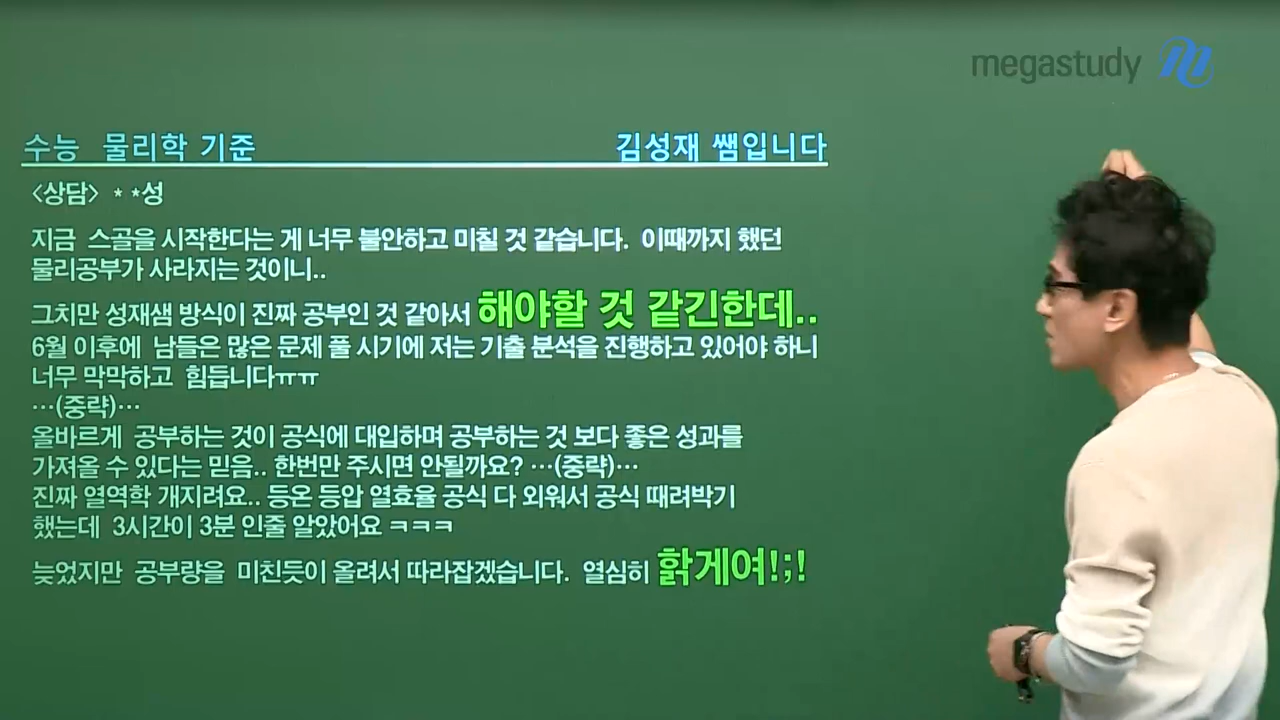 megastudy
수능 물리학 기준 김성재 쌤입니다
<상담> * *성
지금 스골을 시작한다는 게 너무 불안하고 미칠 것 같습니다. 이때까지 했던
물리공부가 사라지는 것이니..
그치만 성재샘 방식이 진짜 공부인 것 같아서 해야할 것 같긴한데..
6월 이후에 남들은 많은 문제 풀 시기에 저는 기출 분석을 진행하고 있어야 하니
너무 막막하고 힘듭니다ㅠㅠ
…(중략)…
올바르게 공부하는 것이 공식에 대입하며 공부하는 것 보다 좋은 성과를
가져올 수 있다는 믿음.. 한번만 주시면 안될까요? …(중략)…
진짜 열역학 개지려요.. 등온 등압 열효율 공식 다 외워서 공식 때려박기
했는데 3시간이 3분 인줄 알았어요 ㅋㅋㅋ
늦었지만 공부량을 미친듯이 올려서 따라잡겠습니다. 열심히 핡게여!;!